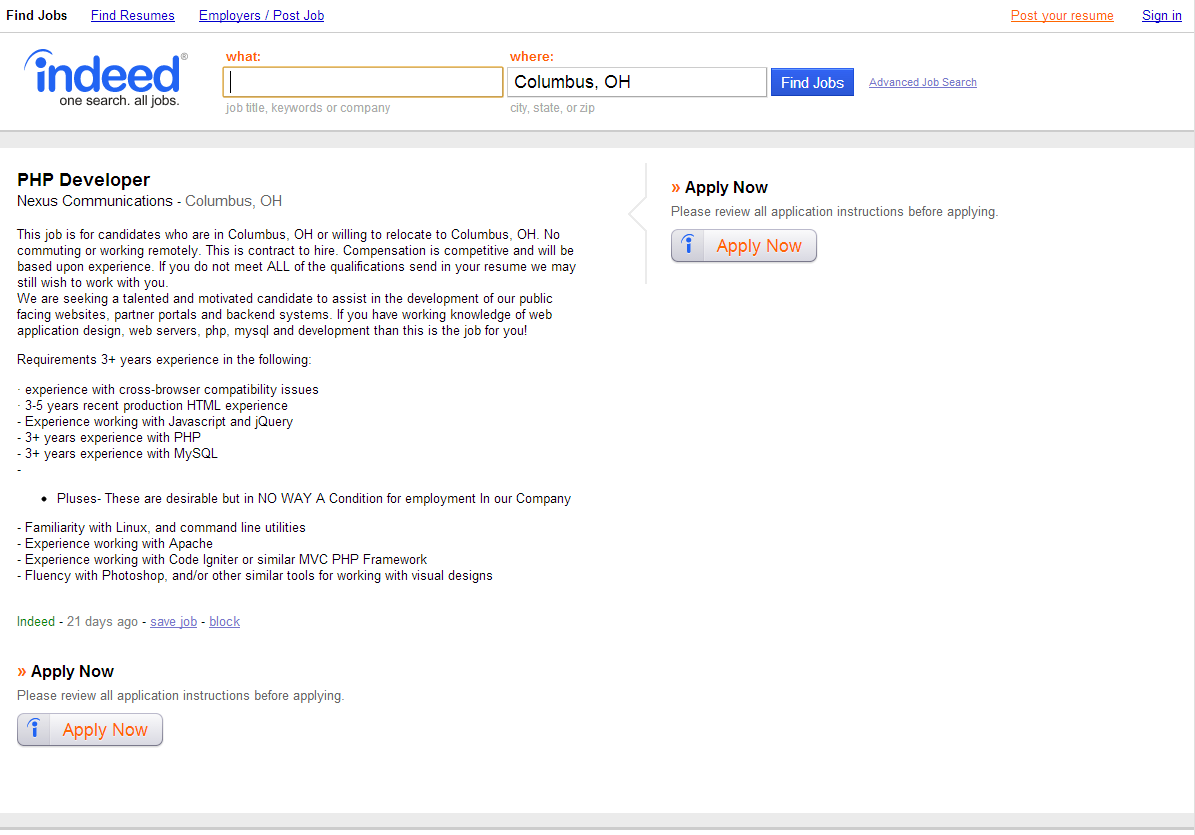 Find Jobs Find Resumes Employers / Post Job Post your resume Sign in
what: where:
indeed®
one search. all jobs.
Columbus, OH Find Jobs Advanced Job Search
job title, keywords or company city, state, or zip
PHP Developer
Nexus Communications - Columbus, OH
This job is for candidates who are in Columbus, OH or willing to relocate to Columbus, OH. No
commuting or working remotely. This is contract to hire. Compensation is competitive and will be
based upon experience. If you do not meet ALL of the qualifications send in your resume we may
still wish to work with you.
We are seeking a talented and motivated candidate to assist in the development of our public
facing websites, partner portals and backend systems. If you have working knowledge of web
application design, web servers, php, mysql and development than this is the job for you!
Requirements 3+ years experience in the following:
· experience with cross-browser compatibility issues
· 3-5 years recent production HTML experience
- Experience working with Javascript and jQuery
- 3+ years experience with PHP
- 3+ years experience with MySQL
-
• Pluses- These are desirable but in NO WAY A Condition for employment In our Company
- Familiarity with Linux, and command line utilities
- Experience working with Apache
- Experience working with Code Igniter or similar MVC PHP Framework
- Fluency with Photoshop, and/or other similar tools for working with visual designs
Indeed - 21 days ago - save job - block
» Apply Now
Please review all application instructions before applying.
i Apply Now
» Apply Now
Please review all application instructions before applying.
i Apply Now